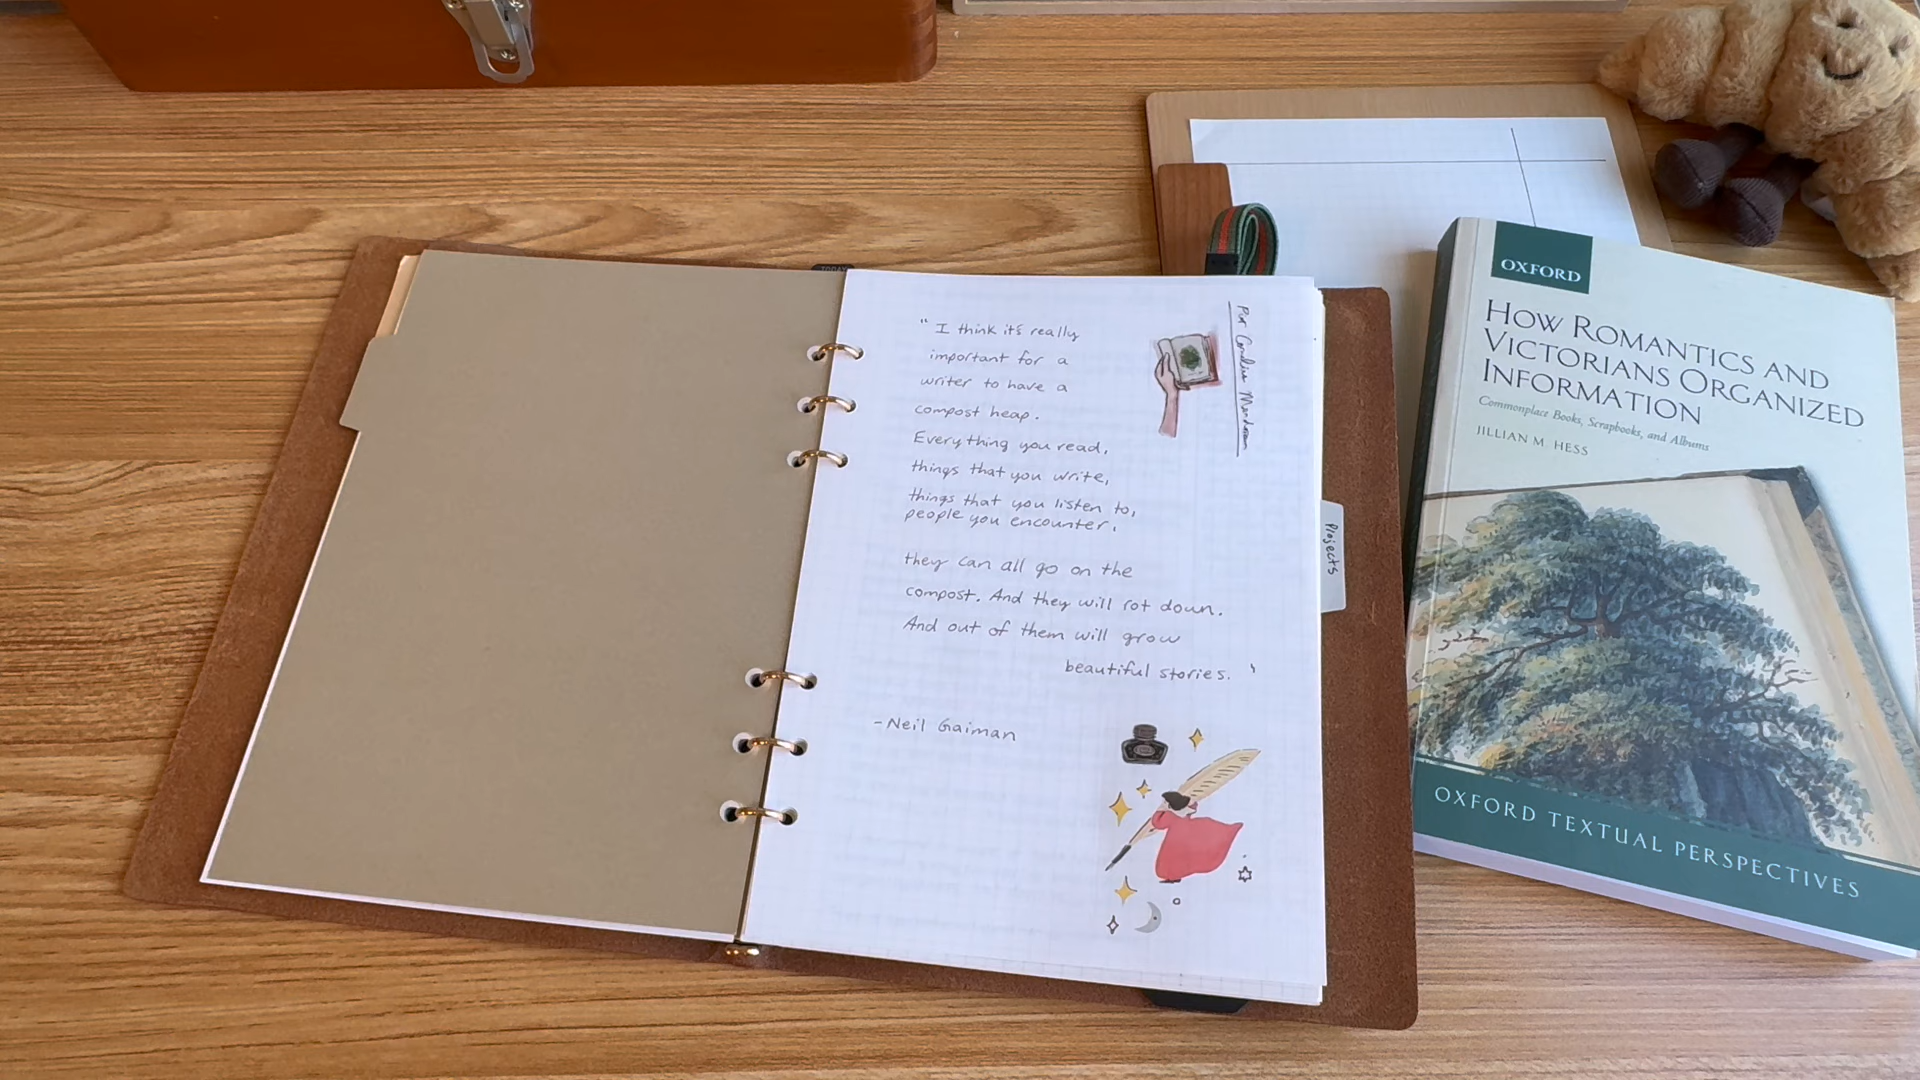 "I think it's really
important for a
writer to have a
compost heap.
Everything you read,
things that you write,
things that you listen to,
people you encounter,
they can all go on the
compost. And they will rot down.
And out of them will grow
beautiful stories.
-Neil Gaiman
Projects
OXFORD
HOW ROMANTICS AND
VICTORIANS ORGANIZED
INFORMATION
Commonplace Books, Scrapbooks, and Albums
JILLIAN M. HESS
OXFORD TEXTUAL PERSPECTIVES
TODAY